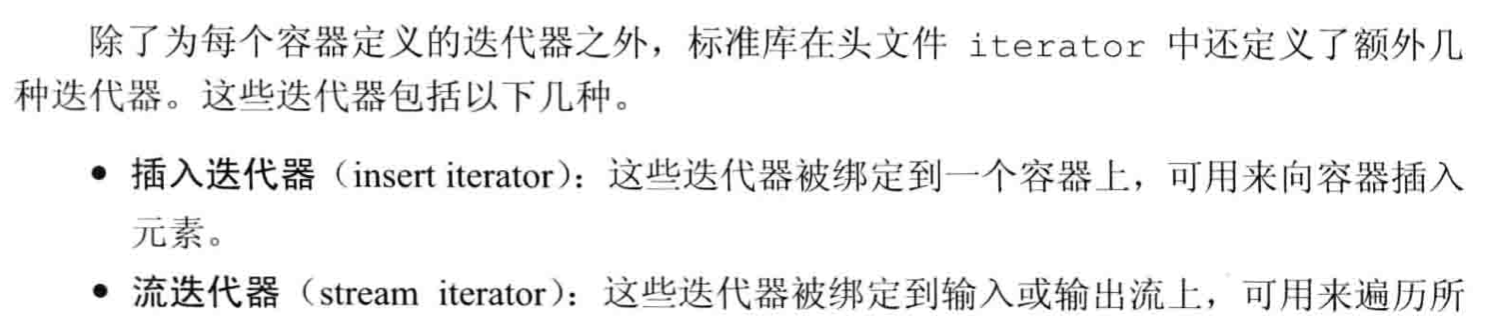 除了为每个容器定义的迭代器之外，标准库在头文件 iterator 中还定义了额外几
种迭代器。这些迭代器包括以下几种。
• 插入迭代器（insert iterator）：这些迭代器被绑定到一个容器上，可用来向容器插入
元素。
• 流迭代器（stream iterator）：这些迭代器被绑定到输入或输出流上，可用来遍历所